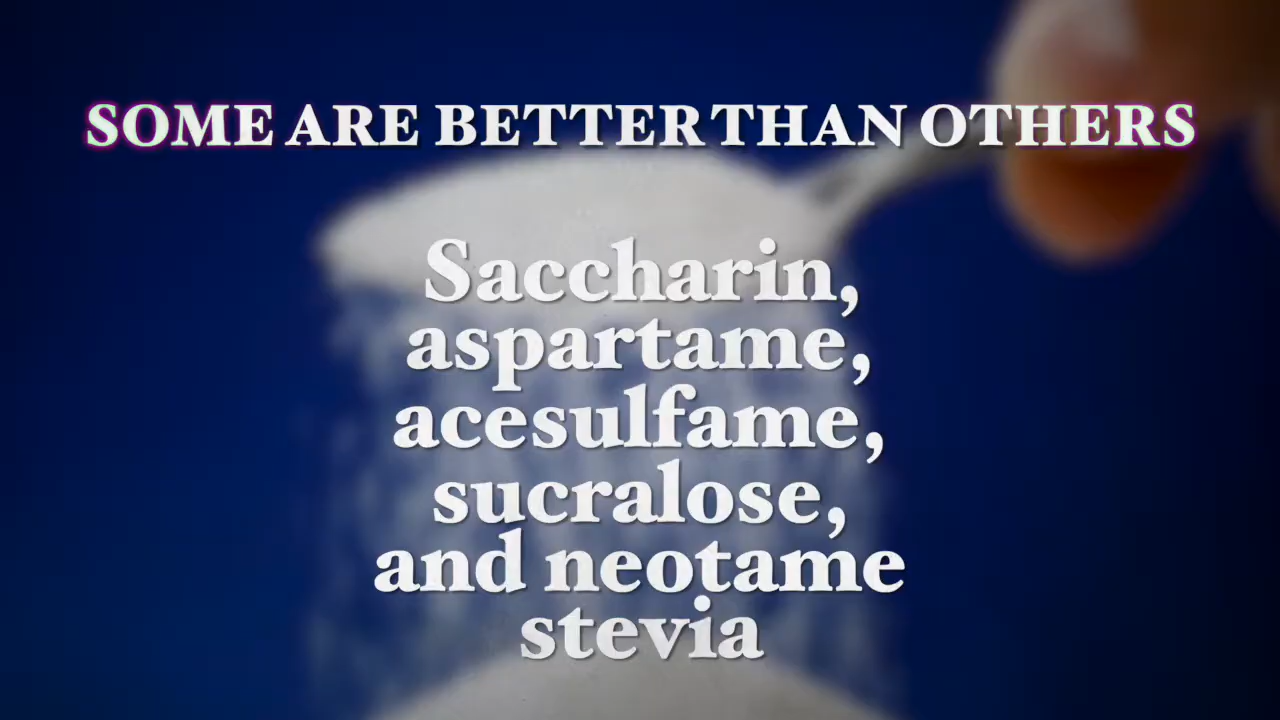 SOME ARE BETTER THAN OTHERS
Saccharin,
aspartame,
acesulfame,
sucralose,
and neotame
stevia